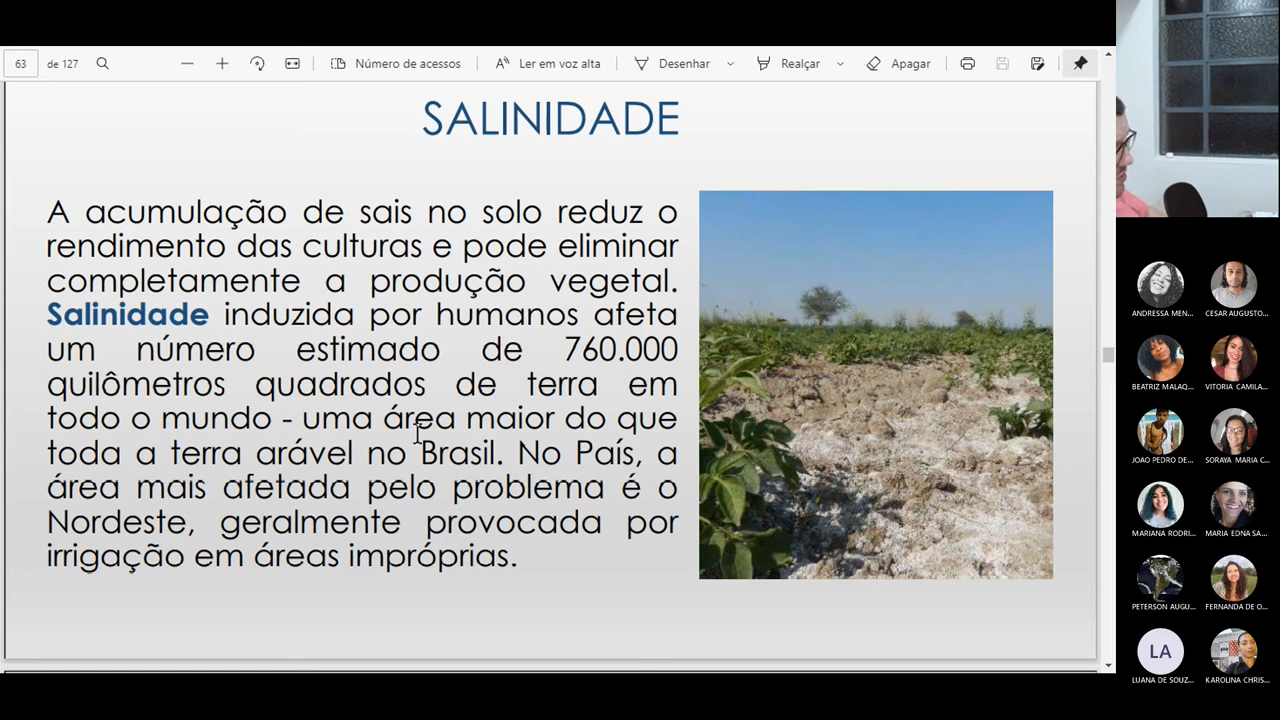 63 de 127
Número de acessos
Ler em voz alta
Desenhar
Realçar
Apagar
SALINIDADE
A acumulação de sais no solo reduz o
rendimento das culturas e pode eliminar
completamente a produção vegetal.
Salinidade induzida por humanos afeta
um número estimado de 760.000
quilômetros quadrados de terra em
todo o mundo - uma área maior do que
toda a terra arável no Brasil. No País, a
área mais afetada pelo problema é o
Nordeste, geralmente provocada por
irrigação em áreas impróprias.
ANDRESSA MEN...
CESAR AUGUSTO...
BEATRIZ MALAQ...
VITORIA CAMILA...
JOAO PEDRO DE...
SORAYA MARIA C...
MARIANA RODRI...
MARIA EDNA SA...
PETERSON AUGU...
FERNANDA DE O...
LA
LUANA DE SOUZ...
KAROLINA CHRIS...